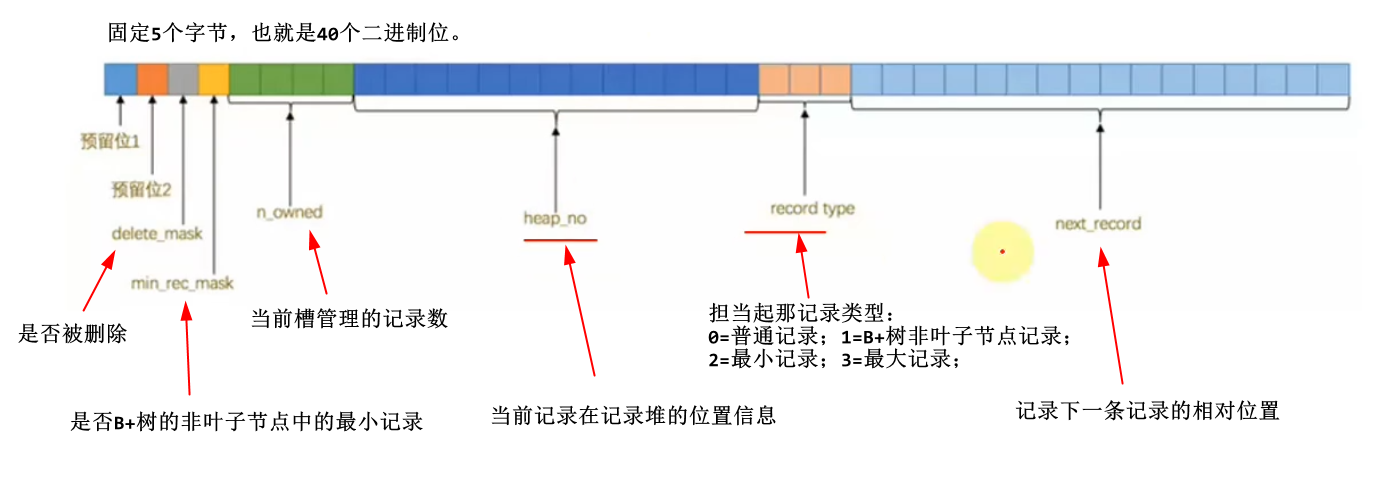 固定5个字节，也就是40个二进制位。
预留位1
预留位2
delete_mask
min_rec_mask
n_owned
heap_no
record type
next_record
是否被删除
当前槽管理的记录数
担当起那记录类型：
0=普通记录；1=B+树非叶子节点记录；
2=最小记录；3=最大记录；
是否B+树的非叶子节点中的最小记录
当前记录在记录堆的位置信息
记录下一条记录的相对位置